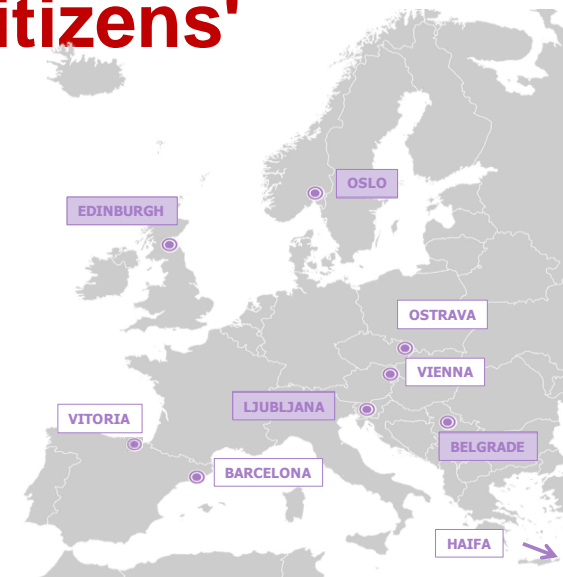 itizens'
OSLO
EDINBURGH
OSTRAVA
VIENNA
LJUBLJANA
VITORIA
BELGRADE
BARCELONA
HAIFA